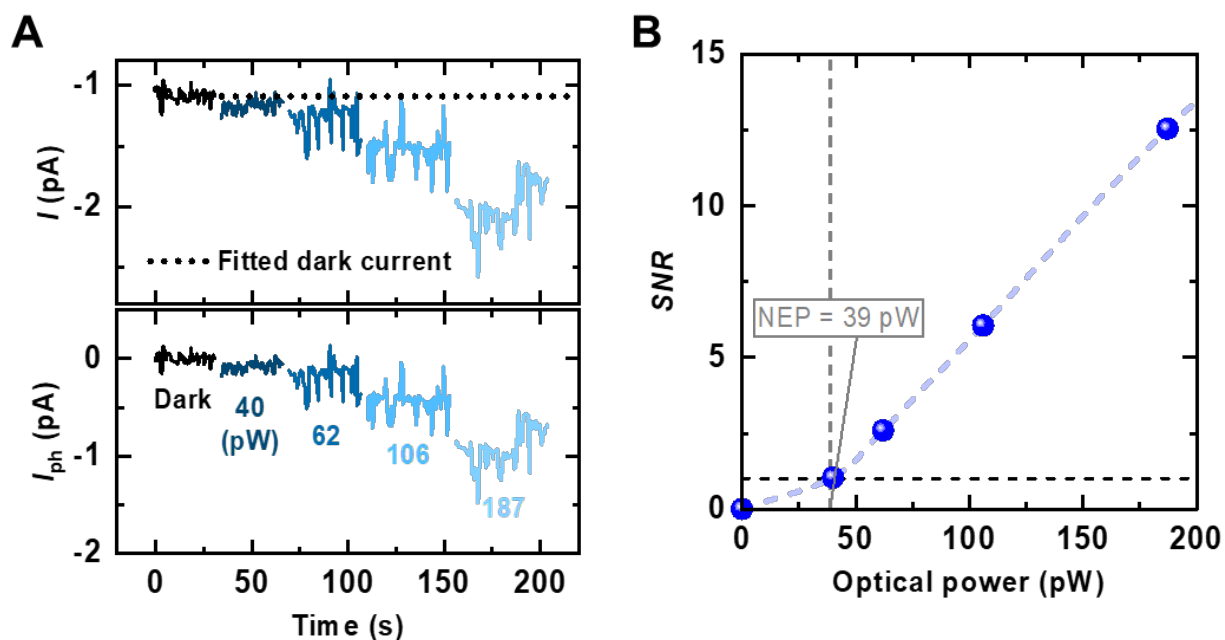 A
-1
-2
I (pA)
Fitted dark current
0
-1
-2
Iph (pA)
Dark
40
(pW)
62
106
187
0
50
100
150
200
Time (s)
B
15
10
5
0
SNR
NEP = 39 pW
0
50
100
150
200
Optical power (pW)